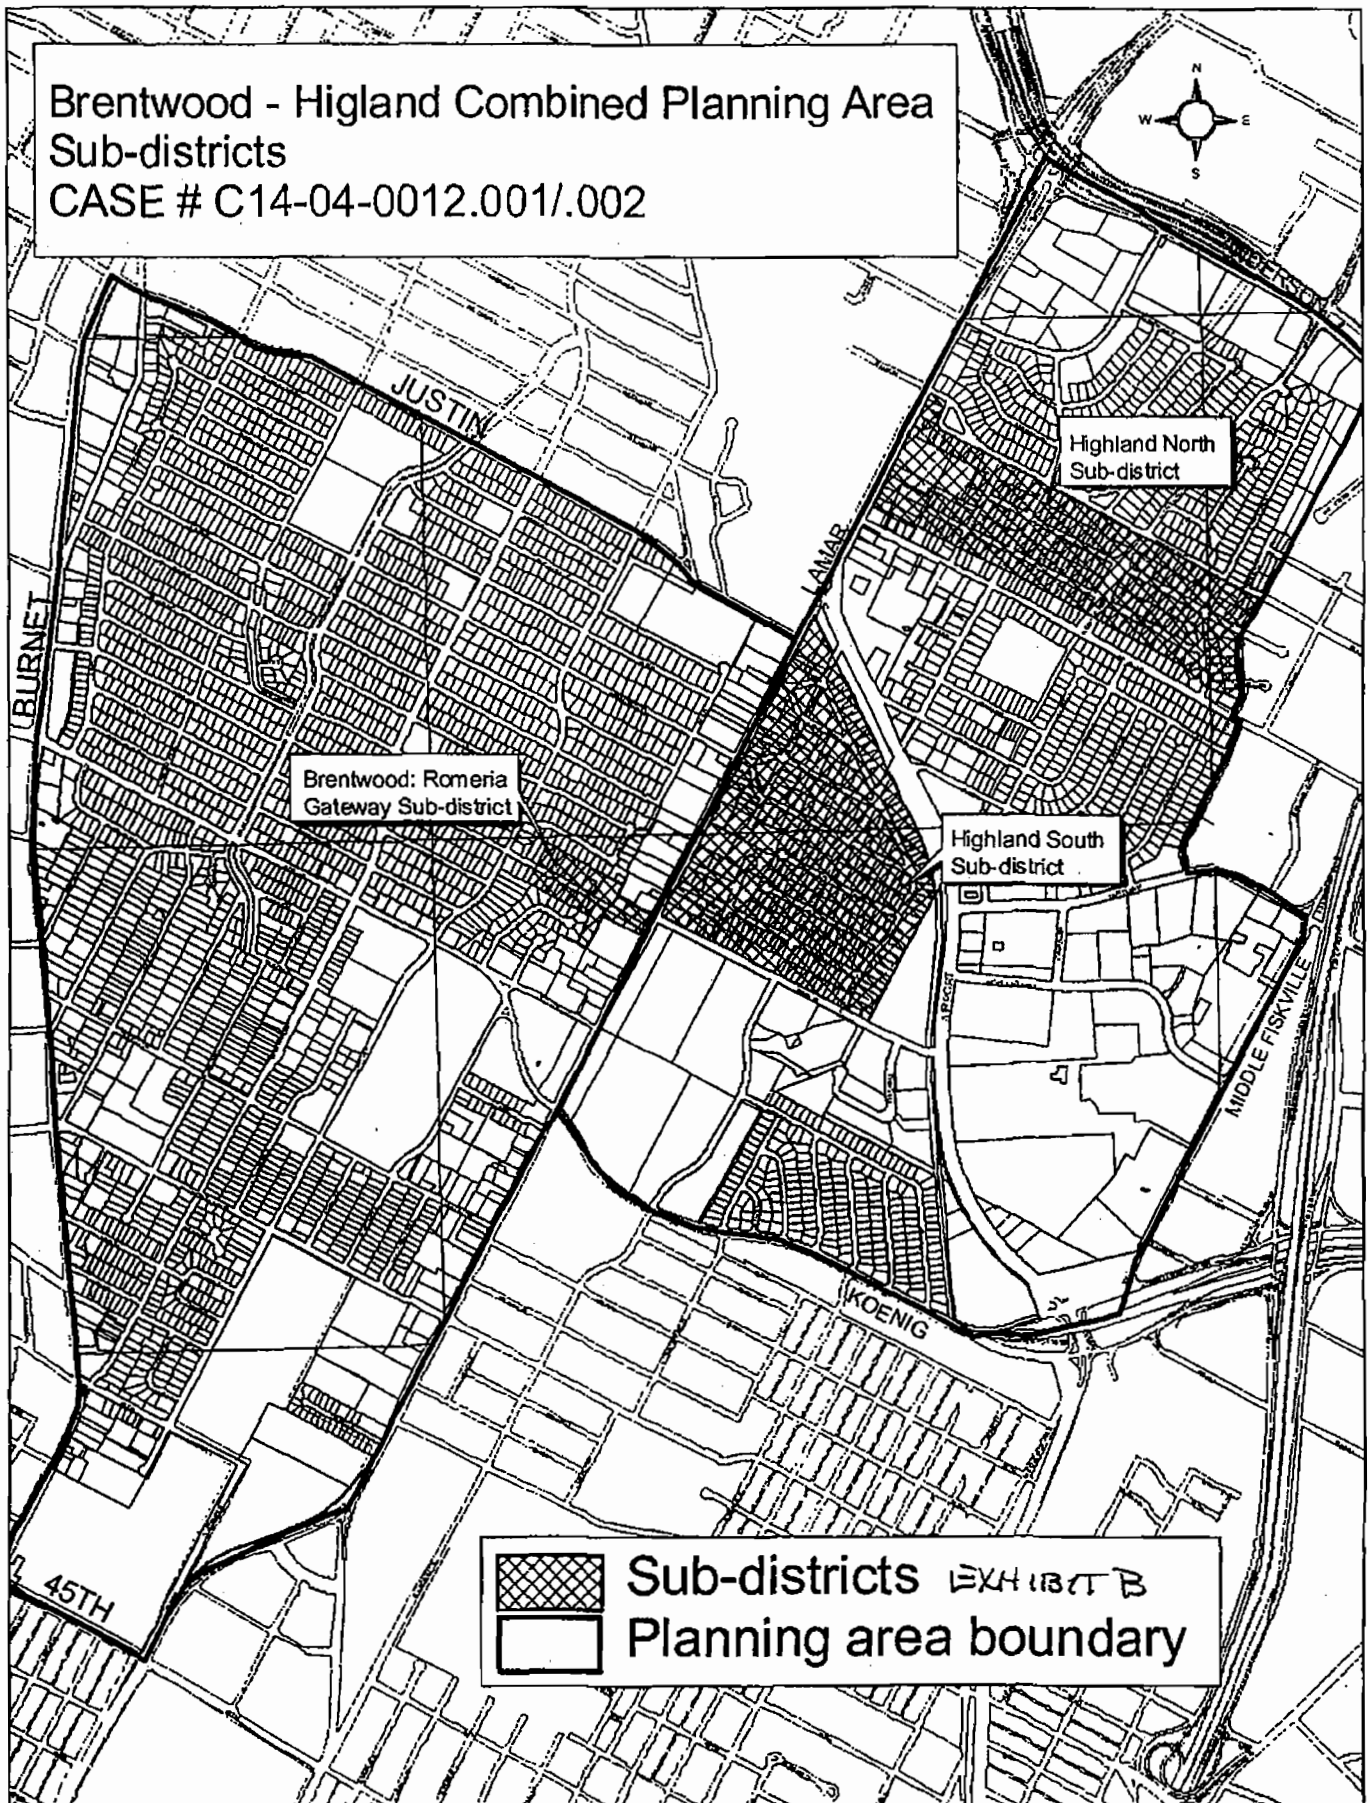 Brentwood - Higland Combined Planning Area
Sub-districts
CASE # C14-04-0012.001/.002
N
W E
S
JUSTIN
Highland North
Sub-district
LAMAR
BURNET
Brentwood: Romeria
Gateway Sub-district
Highland South
Sub-district
MIDDLE FISKVILLE
KOENIG
45TH
Sub-districts EXHIBIT B
Planning area boundary